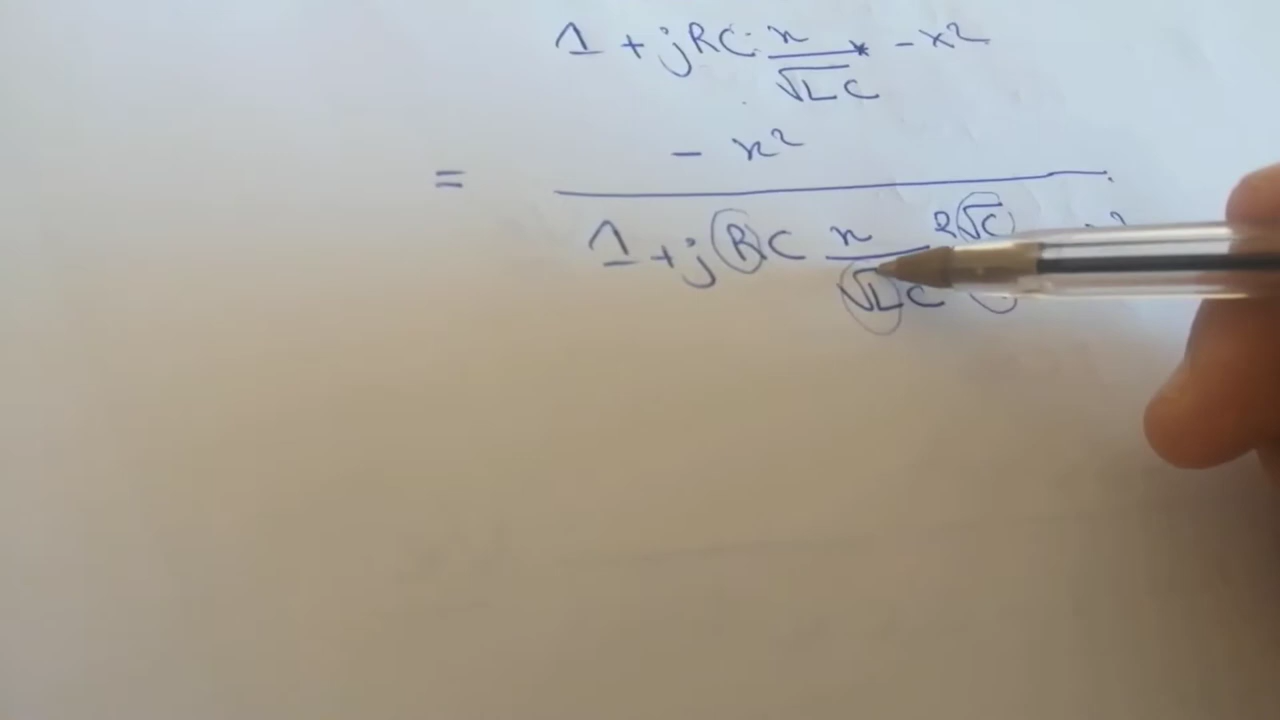 1 + jRC · x/√LC * - x²
- x²
=
1 + jRC x/√LC 2√C